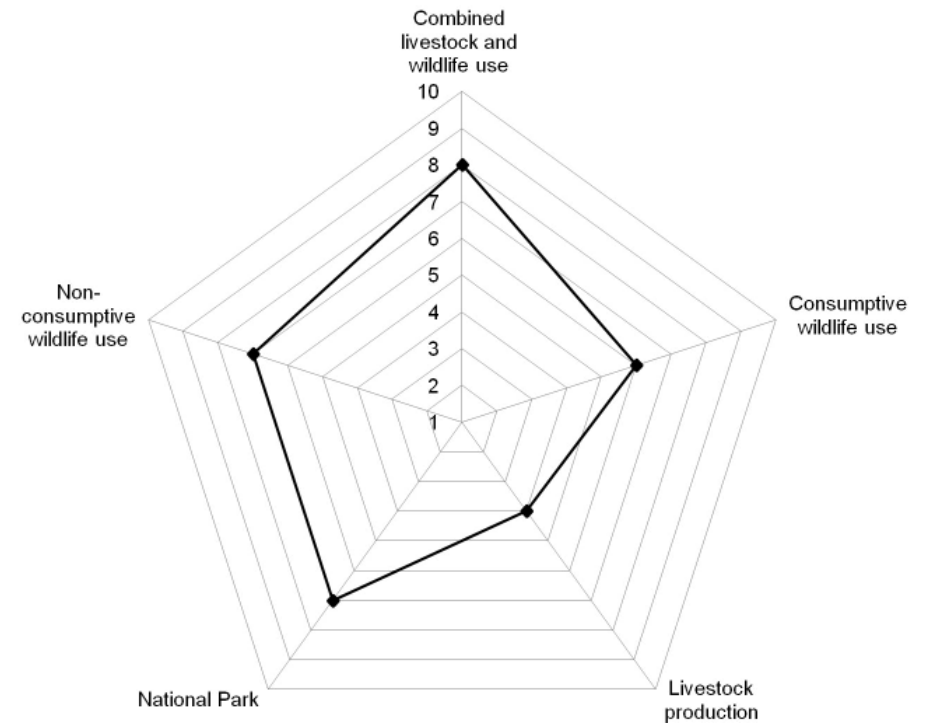 Combined
livestock and
wildlife use
10
9
8
7
6
5
4
3
2
1
Non-
consumptive
wildlife use
Consumptive
wildlife use
National Park
Livestock
production